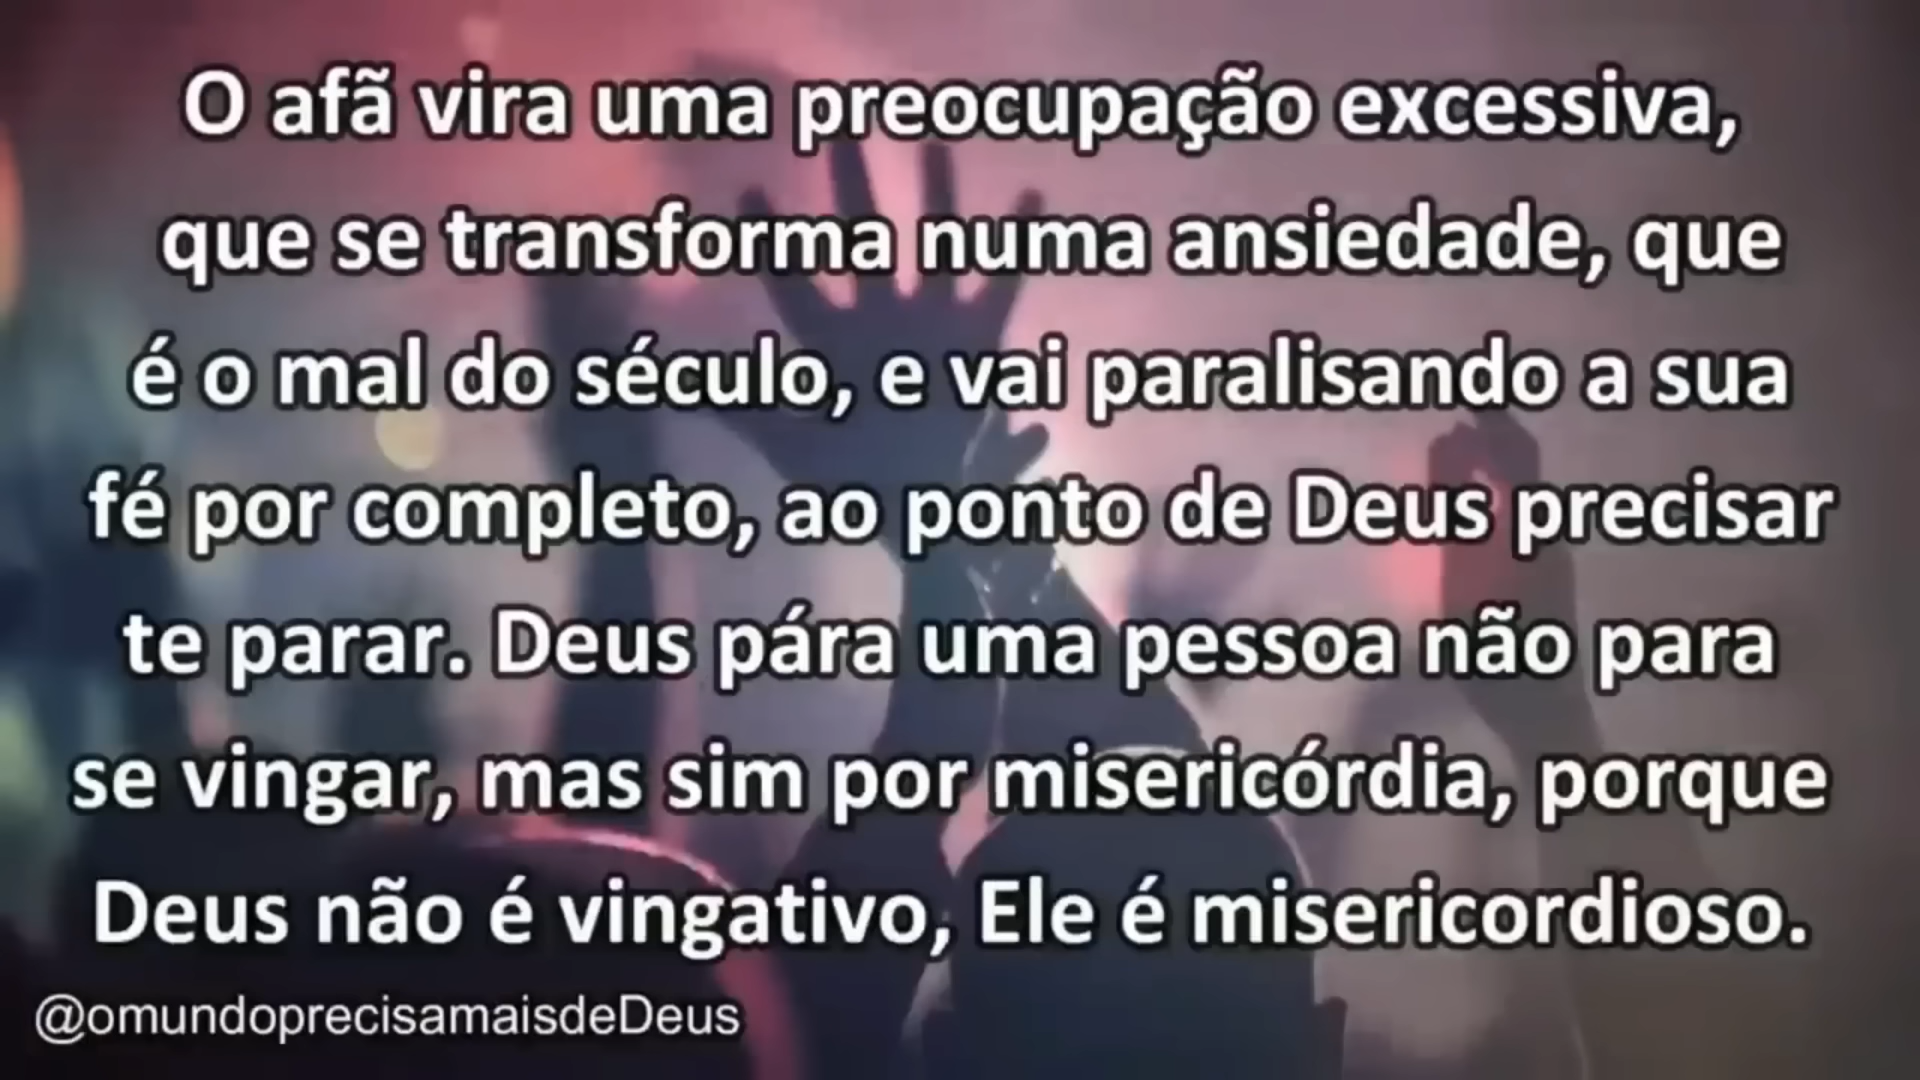 O afã vira uma preocupação excessiva,
que se transforma numa ansiedade, que
é o mal do século, e vai paralisando a sua
fé por completo, ao ponto de Deus precisar
te parar. Deus pára uma pessoa não para
se vingar, mas sim por misericórdia, porque
Deus não é vingativo, Ele é misericordioso.
@omundoprecisamaisdeDeus